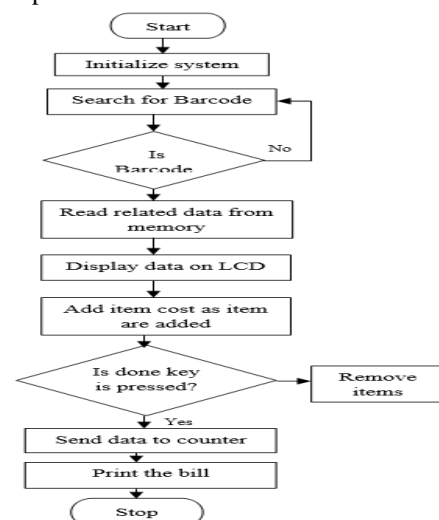 Start
Initialize system
Search for Barcode
No
Is
Barcode
Read related data from
memory
Display data on LCD
Add item cost as item
are added
Is done key
is pressed?
Remove
items
Yes
Send data to counter
Print the bill
Stop